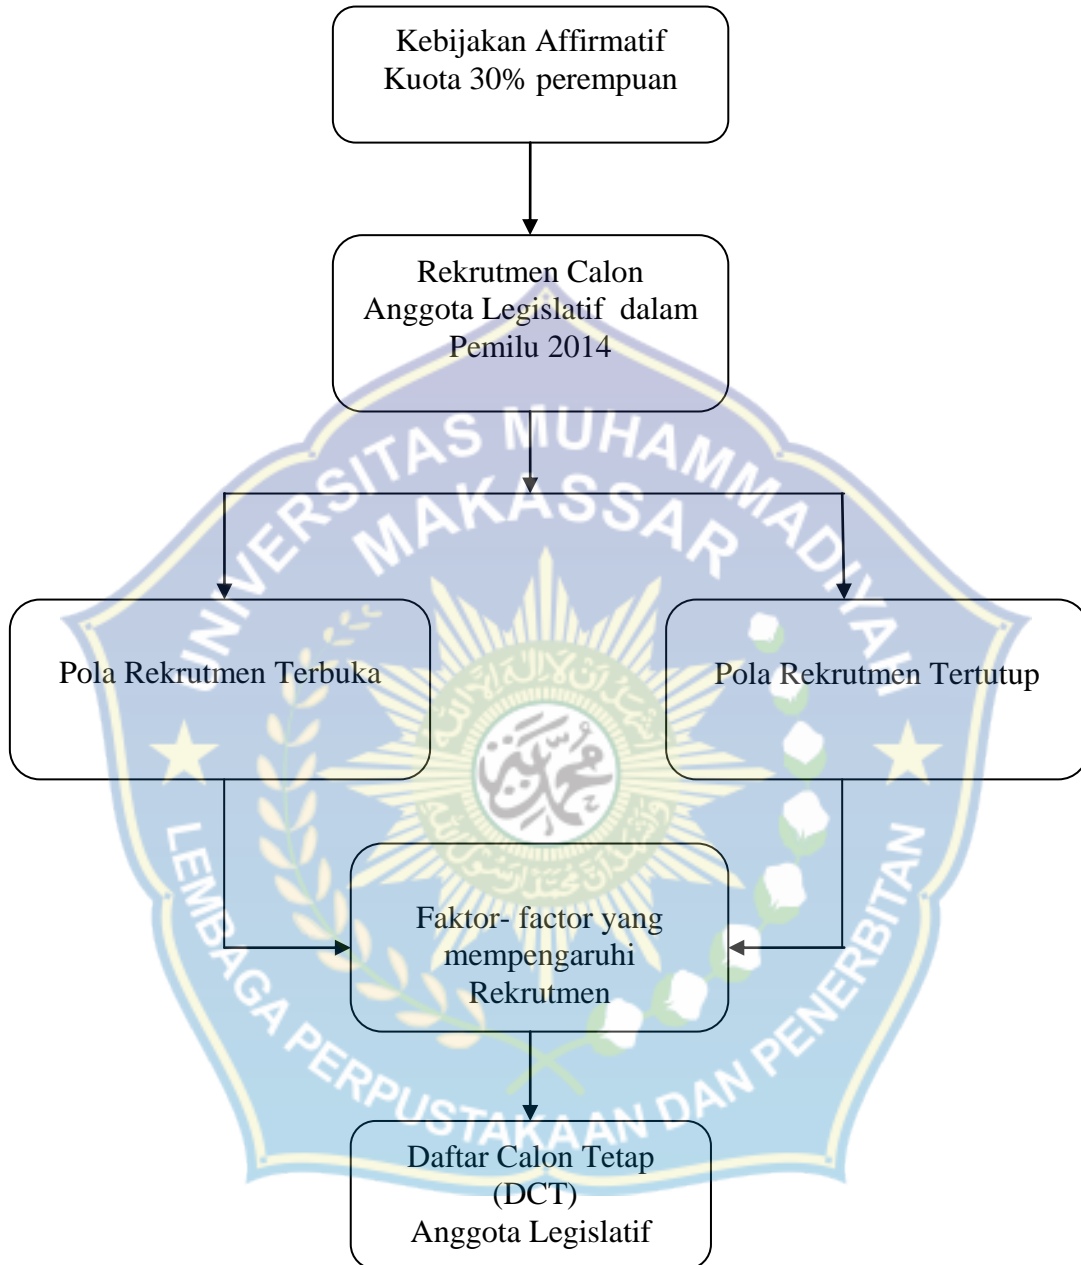 Kebijakan Affirmatif
Kuota 30% perempuan
Rekrutmen Calon
Anggota Legislatif dalam
Pemilu 2014
UNIVERSITAS MUHAMMADIYAH
MAKASSAR
Pola Rekrutmen Terbuka
Pola Rekrutmen Tertutup
Faktor- factor yang
mempengaruhi
Rekrutmen
LEMBAGA PERPUSTAKAAN DAN PENERBITAN
Daftar Calon Tetap
(DCT)
Anggota Legislatif